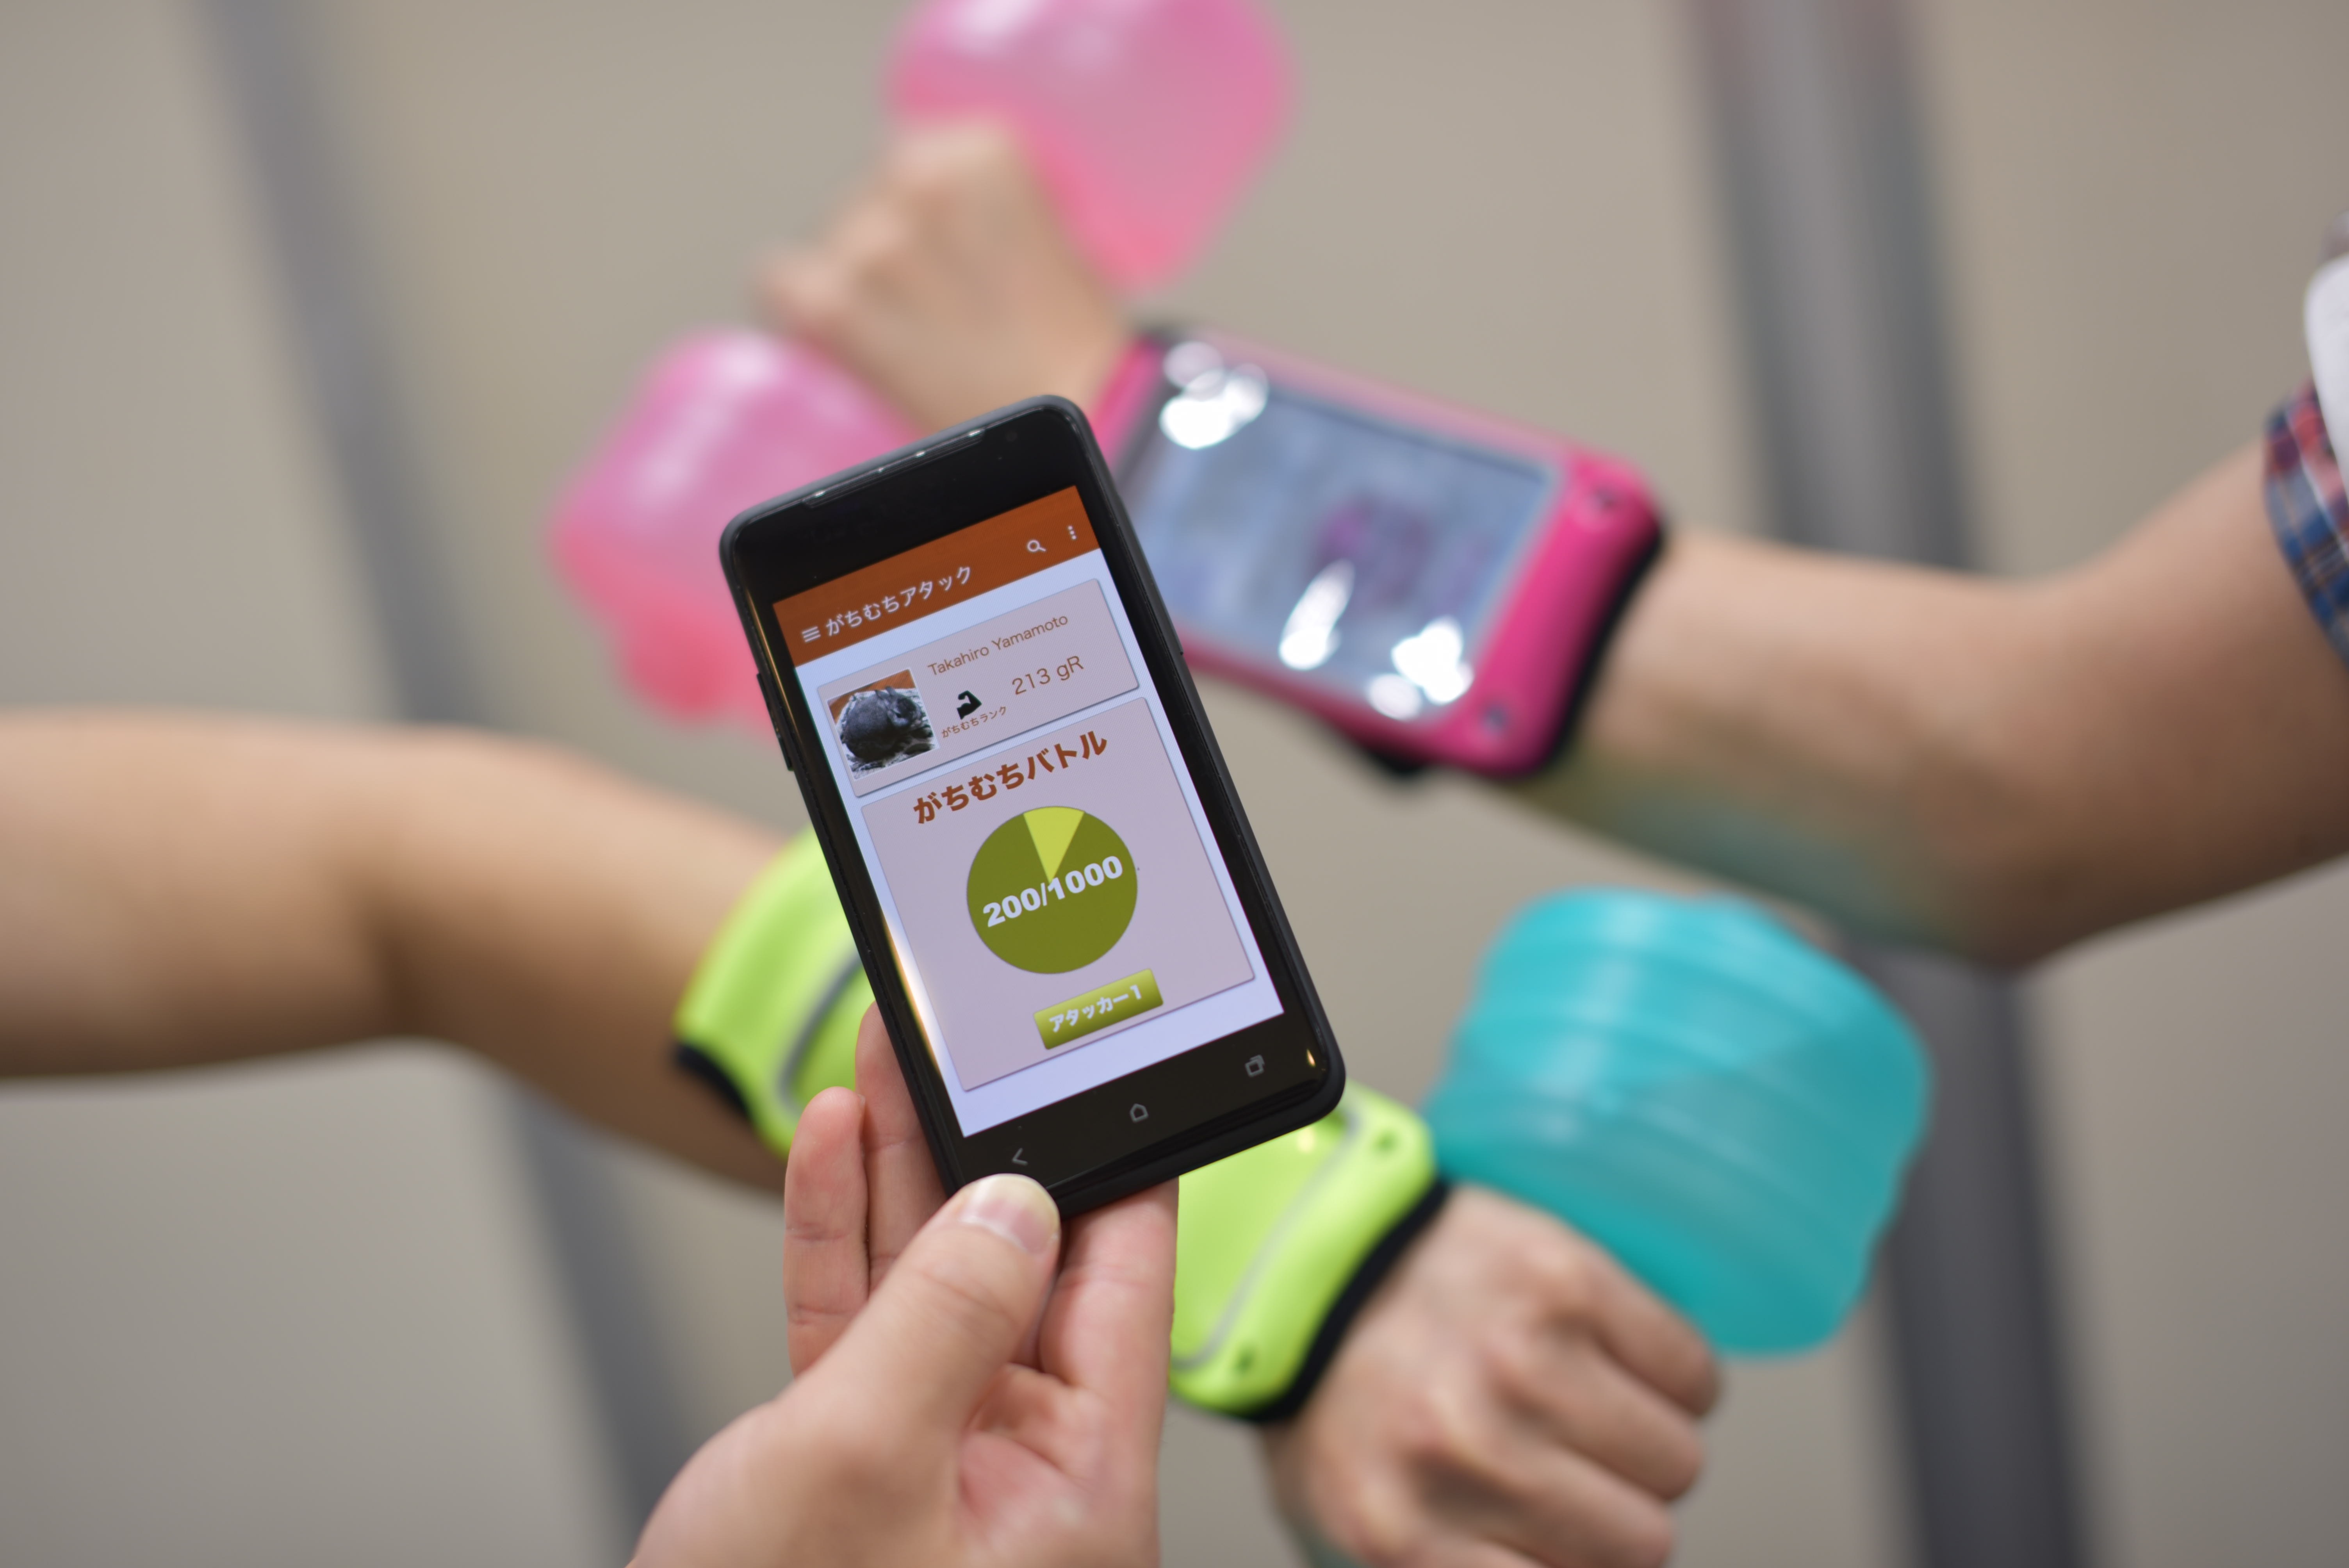 がちむちアタック
Takahiro Yamamoto
213 gR
がちむちランク
がちむちバトル
200/1000
アタッカー1